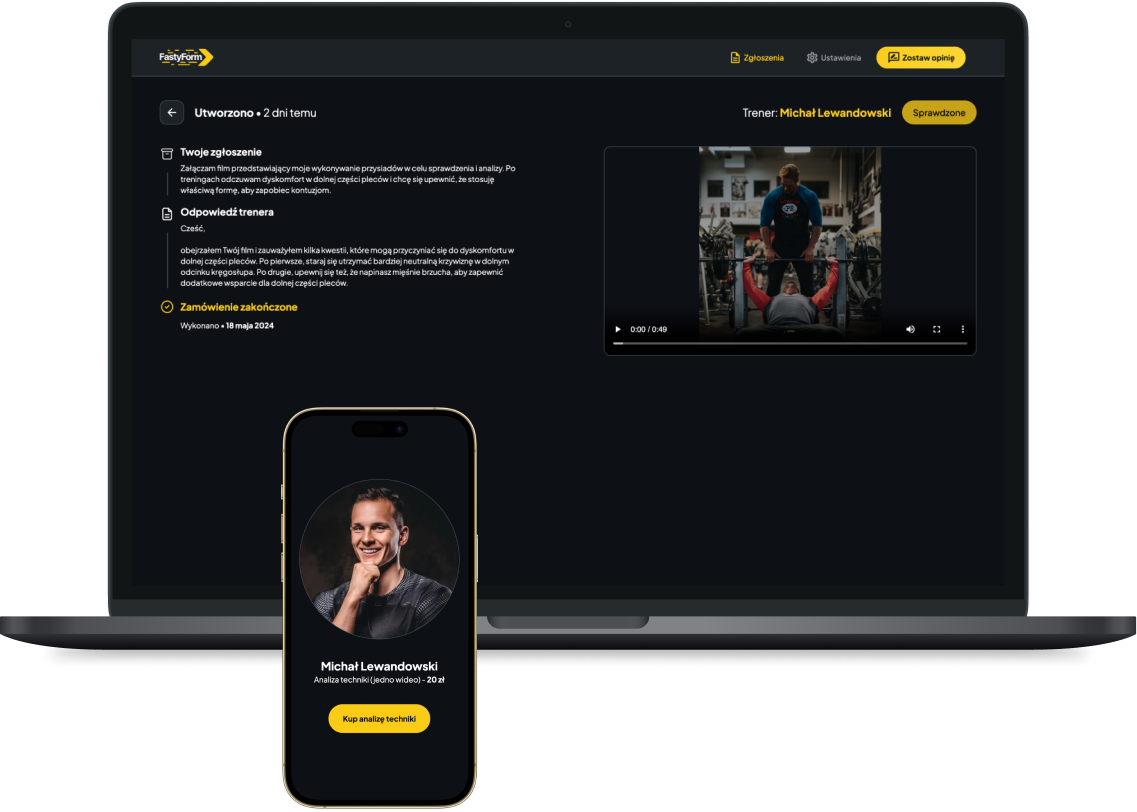 FastyForm
Zgłoszenia
Ustawienia
Zostaw opinię
Utworzono • 2 dni temu
Trener: Michał Lewandowski
Sprawdzone
Twoje zgłoszenie
Załączam film przedstawiający moje wykonywanie przysiadów w celu sprawdzenia i analizy. Po
treningach odczuwam dyskomfort w dolnej części pleców i chcę się upewnić, że stosuję
właściwą formę, aby zapobiec kontuzjom.
Odpowiedź trenera
Cześć,
obejrzałem Twój film i zauważyłem kilka kwestii, które mogą przyczyniać się do dyskomfortu w
dolnej części pleców. Po pierwsze, staraj się utrzymać bardziej neutralną krzywiznę w dolnym
odcinku kręgosłupa. Po drugie, upewnij się też, że napinasz mięśnie brzucha, aby zapewnić
dodatkowe wsparcie dla dolnej części pleców.
Zamówienie zakończone
Wykonano • 18 maja 2024
PR
0:00 / 0:49
Michał Lewandowski
Analiza techniki (jedno wideo) - 20 zł
Kup analizę techniki